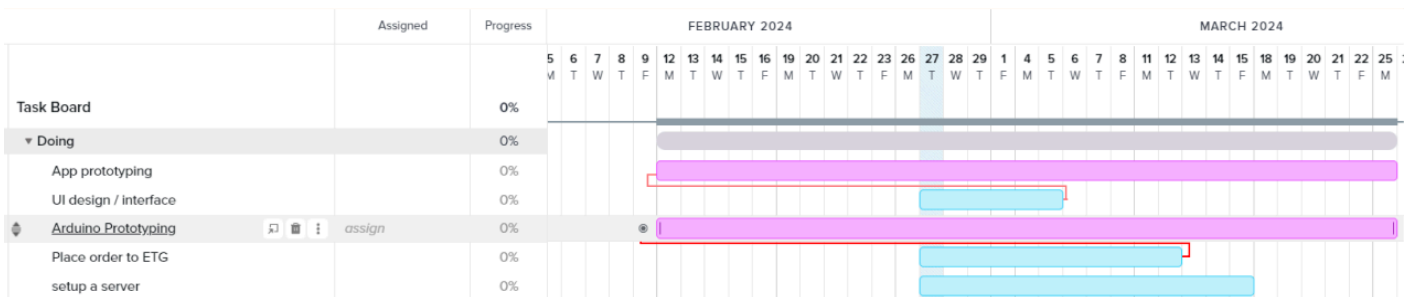 Assigned Progress FEBRUARY 2024 MARCH 2024
5 6 7 8 9 12 13 14 15 16 19 20 21 22 23 26 27 28 29 1 4 5 6 7 8 11 12 13 14 15 18 19 20 21 22 25
M T W T F M T W T F M T W T F M T W T F M T W T F M T W T F M T W T F M
Task Board 0%
Doing 0%
App prototyping 0%
UI design / interface 0%
Arduino Prototyping assign 0%
Place order to ETG 0%
setup a server 0%